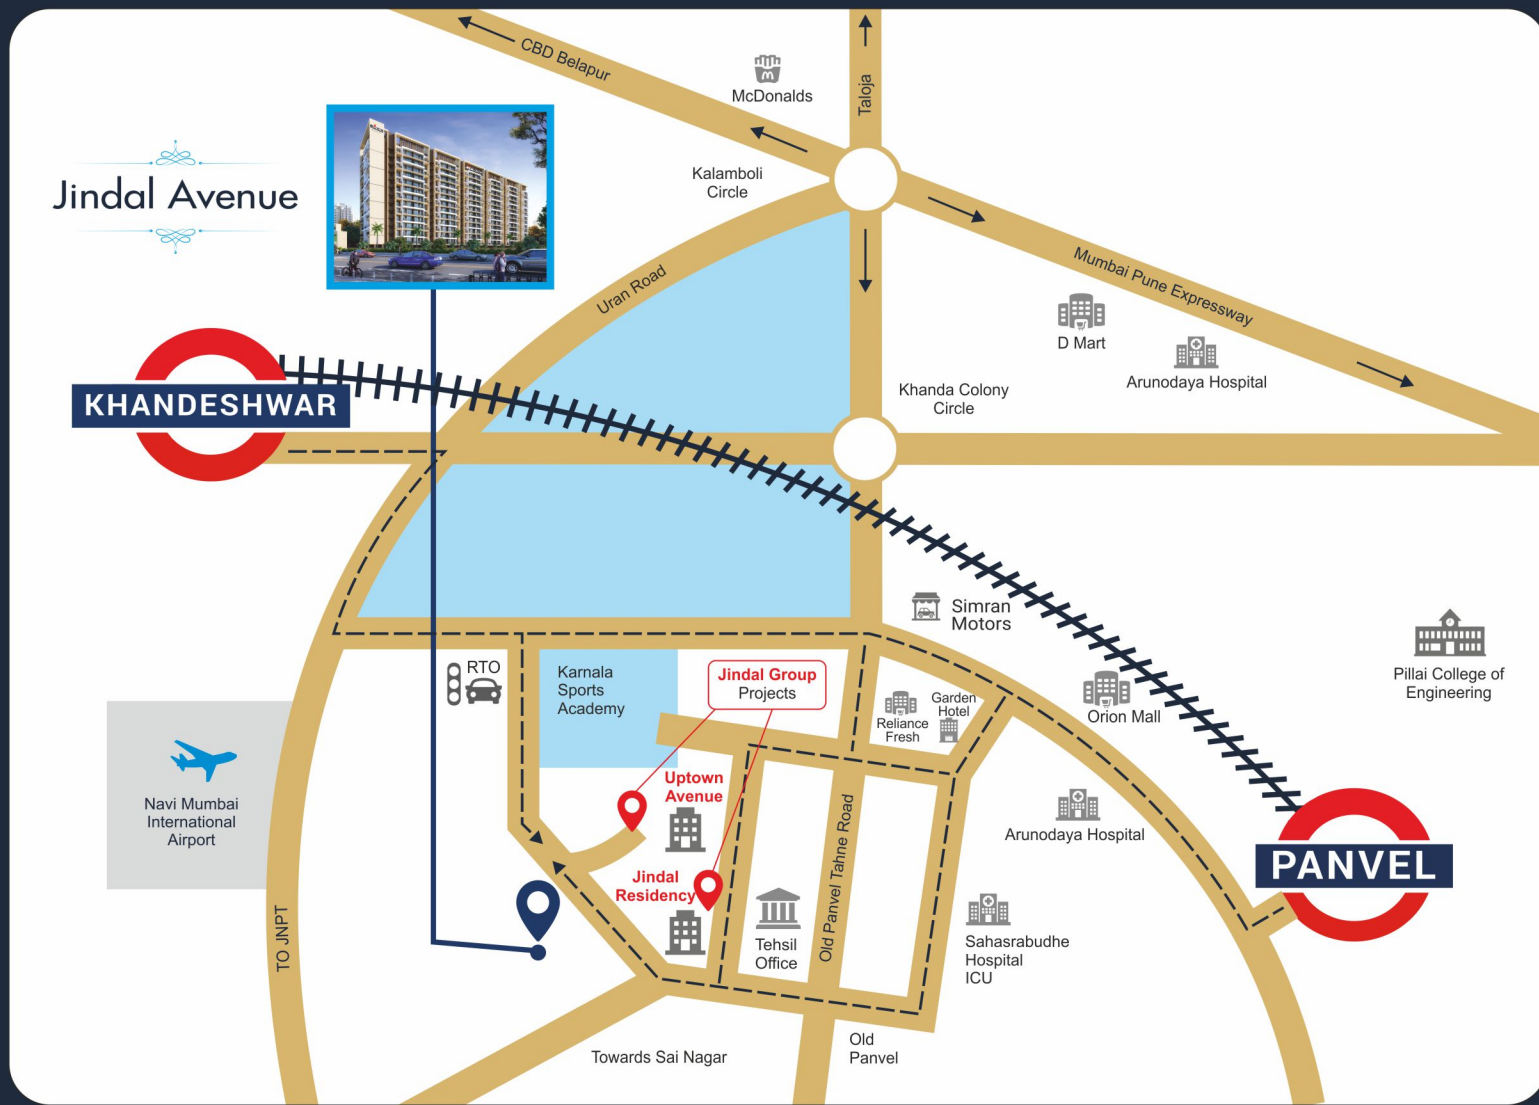 CBD Belapur
McDonalds
Taloja
Jindal Avenue
Kalamboli
Circle
Uran Road
Mumbai Pune Expressway
D Mart
Arunodaya Hospital
KHANDESHWAR
Khanda Colony
Circle
Simran
Motors
Pillai College of
Engineering
RTO
Karnala
Sports
Academy
Jindal Group
Projects
Reliance
Fresh
Garden
Hotel
Orion Mall
Navi Mumbai
International
Airport
Uptown
Avenue
Arunodaya Hospital
PANVEL
Jindal
Residency
Old Panvel Tahne Road
TO JNPT
Tehsil
Office
Sahasrabudhe
Hospital
ICU
Towards Sai Nagar
Old
Panvel